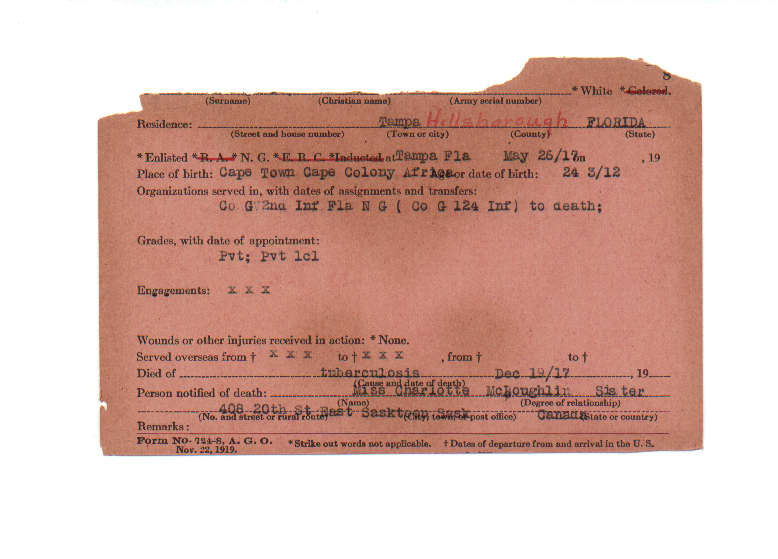 8
* White * Colored.
(Surname) (Christian name) (Army serial number)
Residence: Tampa Hillsborough FLORIDA
(Street and house number) (Town or city) (County) (State)
* Enlisted * R. A. * N. G. * E. R. C. * Inducted at Tampa Fla May 26/17 on , 19
Place of birth: Cape Town Cape Colony Africa Age or date of birth: 24 3/12
Organizations served in, with dates of assignments and transfers:
Co G 2nd Inf Fla N G ( Co G 124 Inf) to death;
Grades, with date of appointment:
Pvt; Pvt 1cl
Engagements: x x x
Wounds or other injuries received in action: * None.
Served overseas from † x x x to † x x x , from † to †
Died of tuberculosis Dec 19/17 , 19
(Cause and date of death)
Person notified of death: Miss Charlotte McLoughlin Sister
(Name) (Degree of relationship)
408 20th St East Sasktoon Sask Canada
(No. and street or rural route) (City, town, or post office) (State or country)
Remarks:
Form No. 724-8, A. G. O. * Strike out words not applicable. † Dates of departure from and arrival in the U. S.
Nov. 22, 1919.